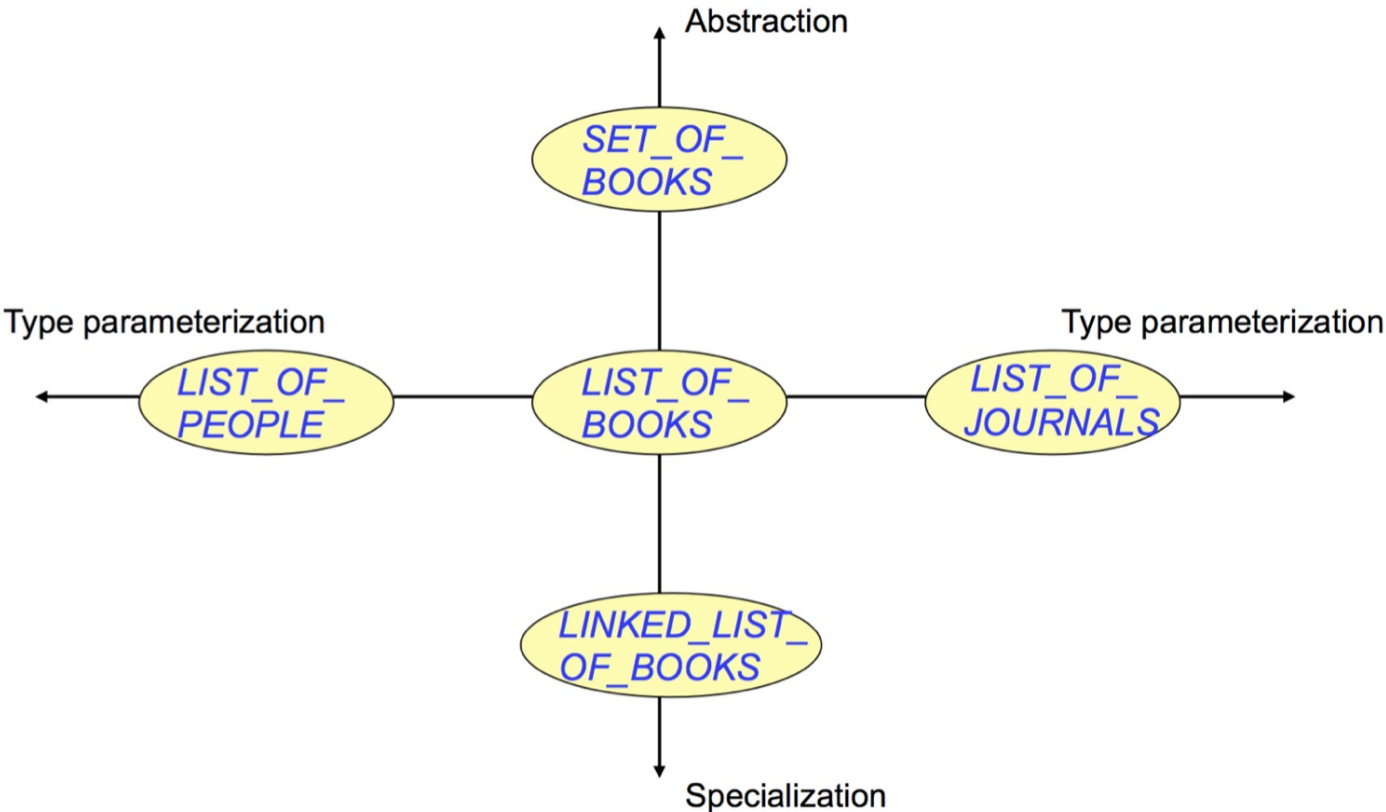 Abstraction
SET_OF_
BOOKS
Type parameterization
Type parameterization
LIST_OF_
PEOPLE
LIST_OF_
BOOKS
LIST_OF_
JOURNALS
LINKED_LIST_
OF_BOOKS
Specialization